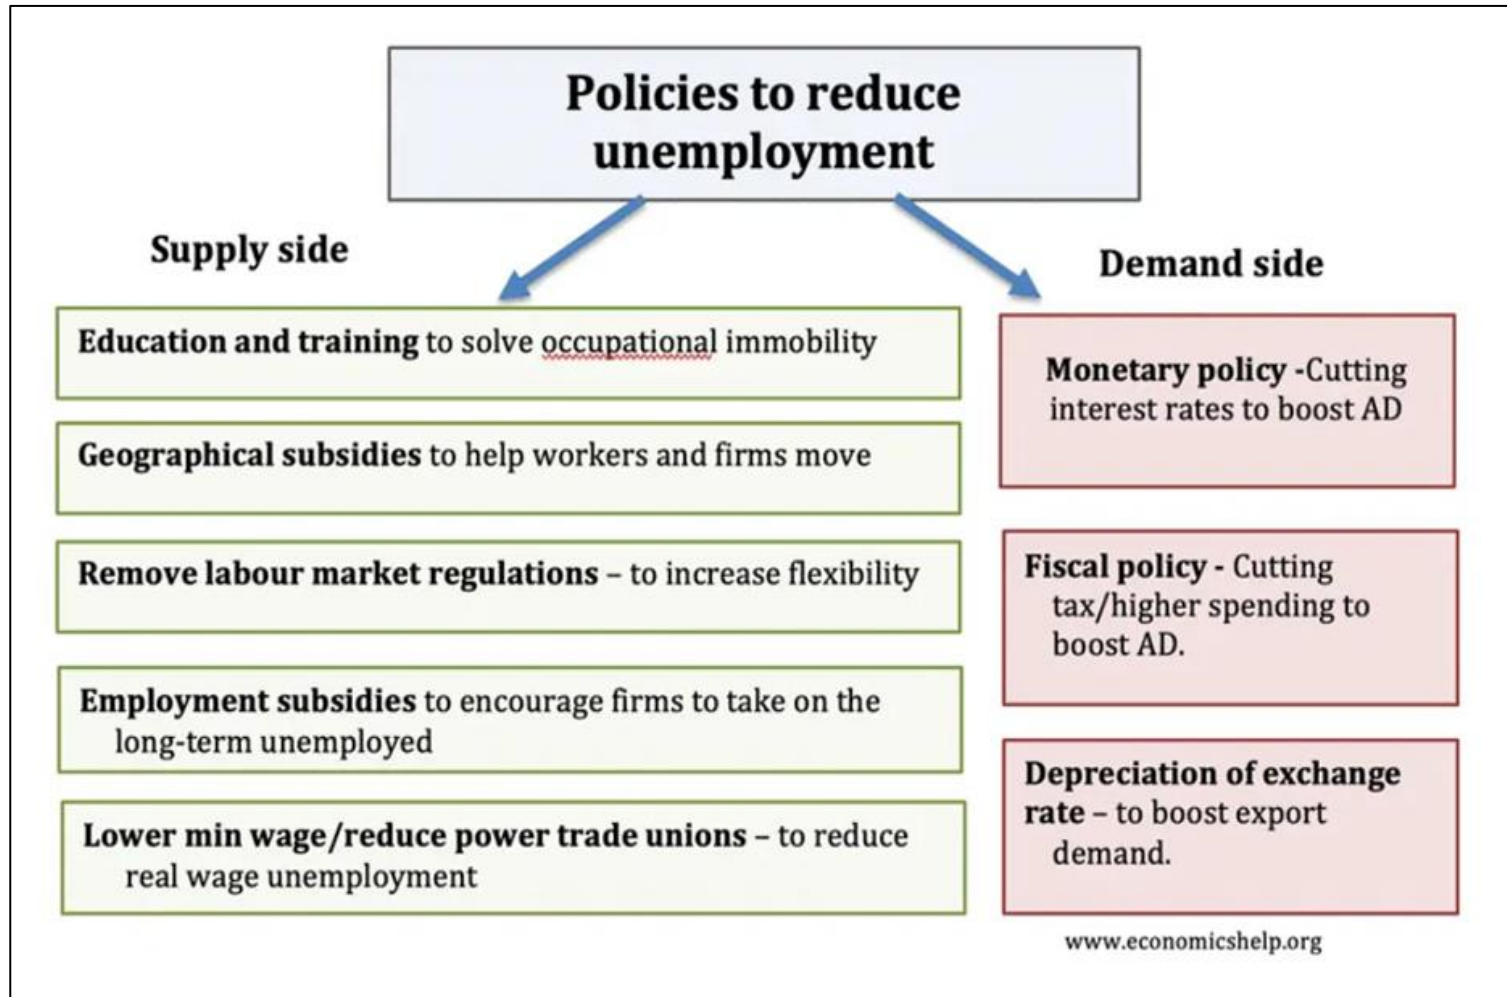 Policies to reduce
unemployment
Supply side
Education and training to solve occupational immobility
Geographical subsidies to help workers and firms move
Remove labour market regulations – to increase flexibility
Employment subsidies to encourage firms to take on the
long-term unemployed
Lower min wage/reduce power trade unions – to reduce
real wage unemployment
Demand side
Monetary policy -Cutting
interest rates to boost AD
Fiscal policy - Cutting
tax/higher spending to
boost AD.
Depreciation of exchange
rate – to boost export
demand.
www.economicshelp.org